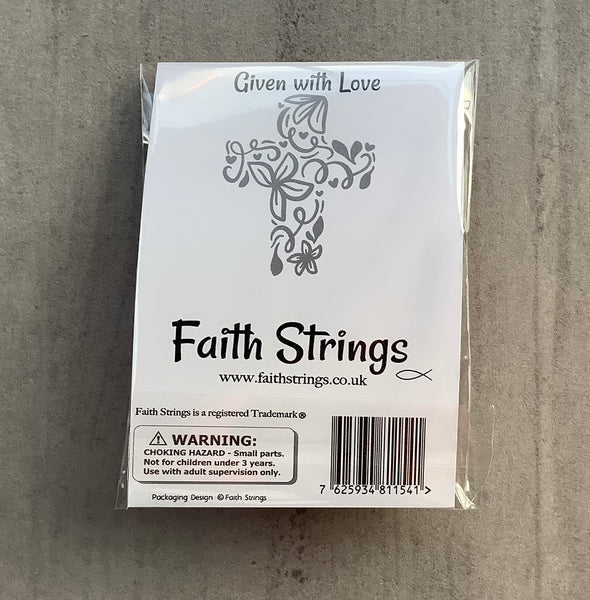 Given with Love
Faith Strings
www.faithstrings.co.uk
Faith Strings is a registered Trademark®
⚠ WARNING:
CHOKING HAZARD - Small parts.
Not for children under 3 years.
Use with adult supervision only.
7 625934 811541 >
Packaging Design © Faith Strings